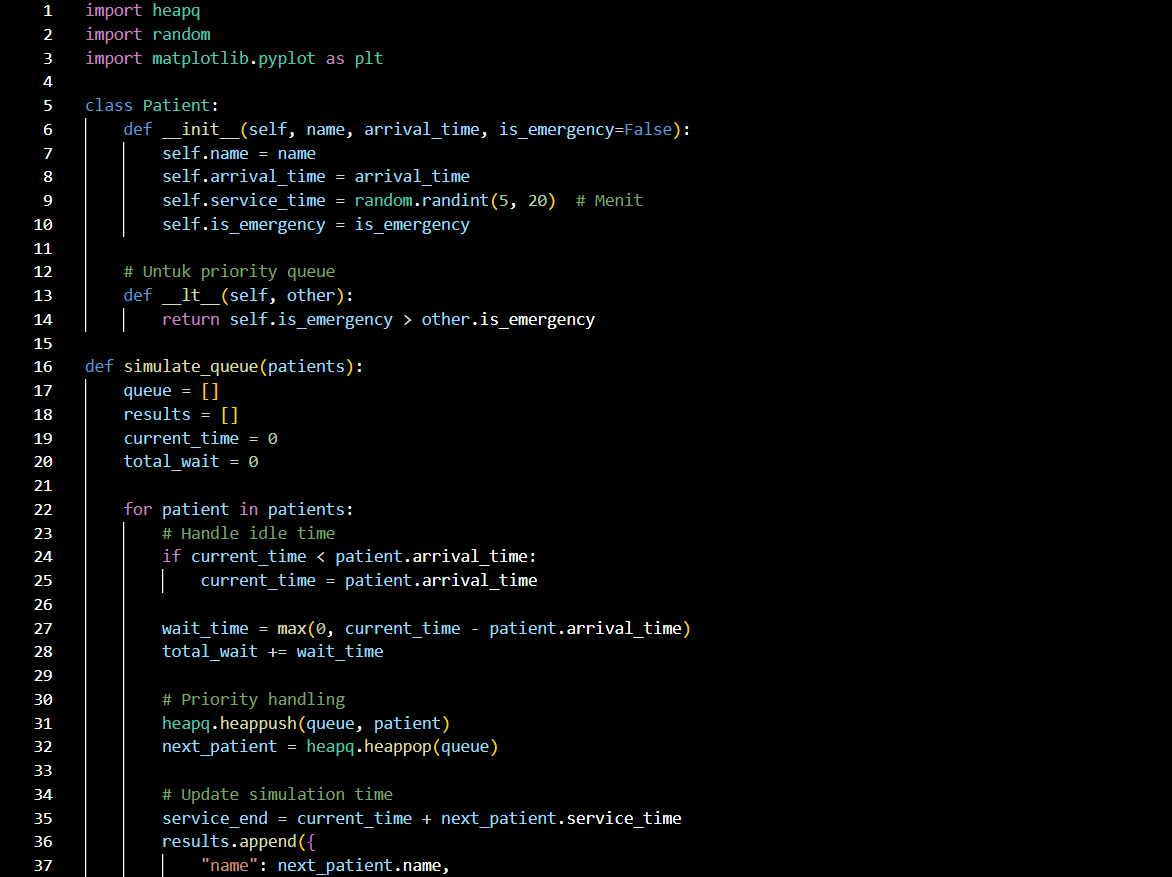 1 import heapq
2 import random
3 import matplotlib.pyplot as plt
4
5 class Patient:
6     def __init__(self, name, arrival_time, is_emergency=False):
7         self.name = name
8         self.arrival_time = arrival_time
9         self.service_time = random.randint(5, 20)  # Menit
10         self.is_emergency = is_emergency
11
12     # Untuk priority queue
13     def __lt__(self, other):
14         return self.is_emergency > other.is_emergency
15
16 def simulate_queue(patients):
17     queue = []
18     results = []
19     current_time = 0
20     total_wait = 0
21
22     for patient in patients:
23         # Handle idle time
24         if current_time < patient.arrival_time:
25             current_time = patient.arrival_time
26
27         wait_time = max(0, current_time - patient.arrival_time)
28         total_wait += wait_time
29
30         # Priority handling
31         heapq.heappush(queue, patient)
32         next_patient = heapq.heappop(queue)
33
34         # Update simulation time
35         service_end = current_time + next_patient.service_time
36         results.append({
37             "name": next_patient.name,